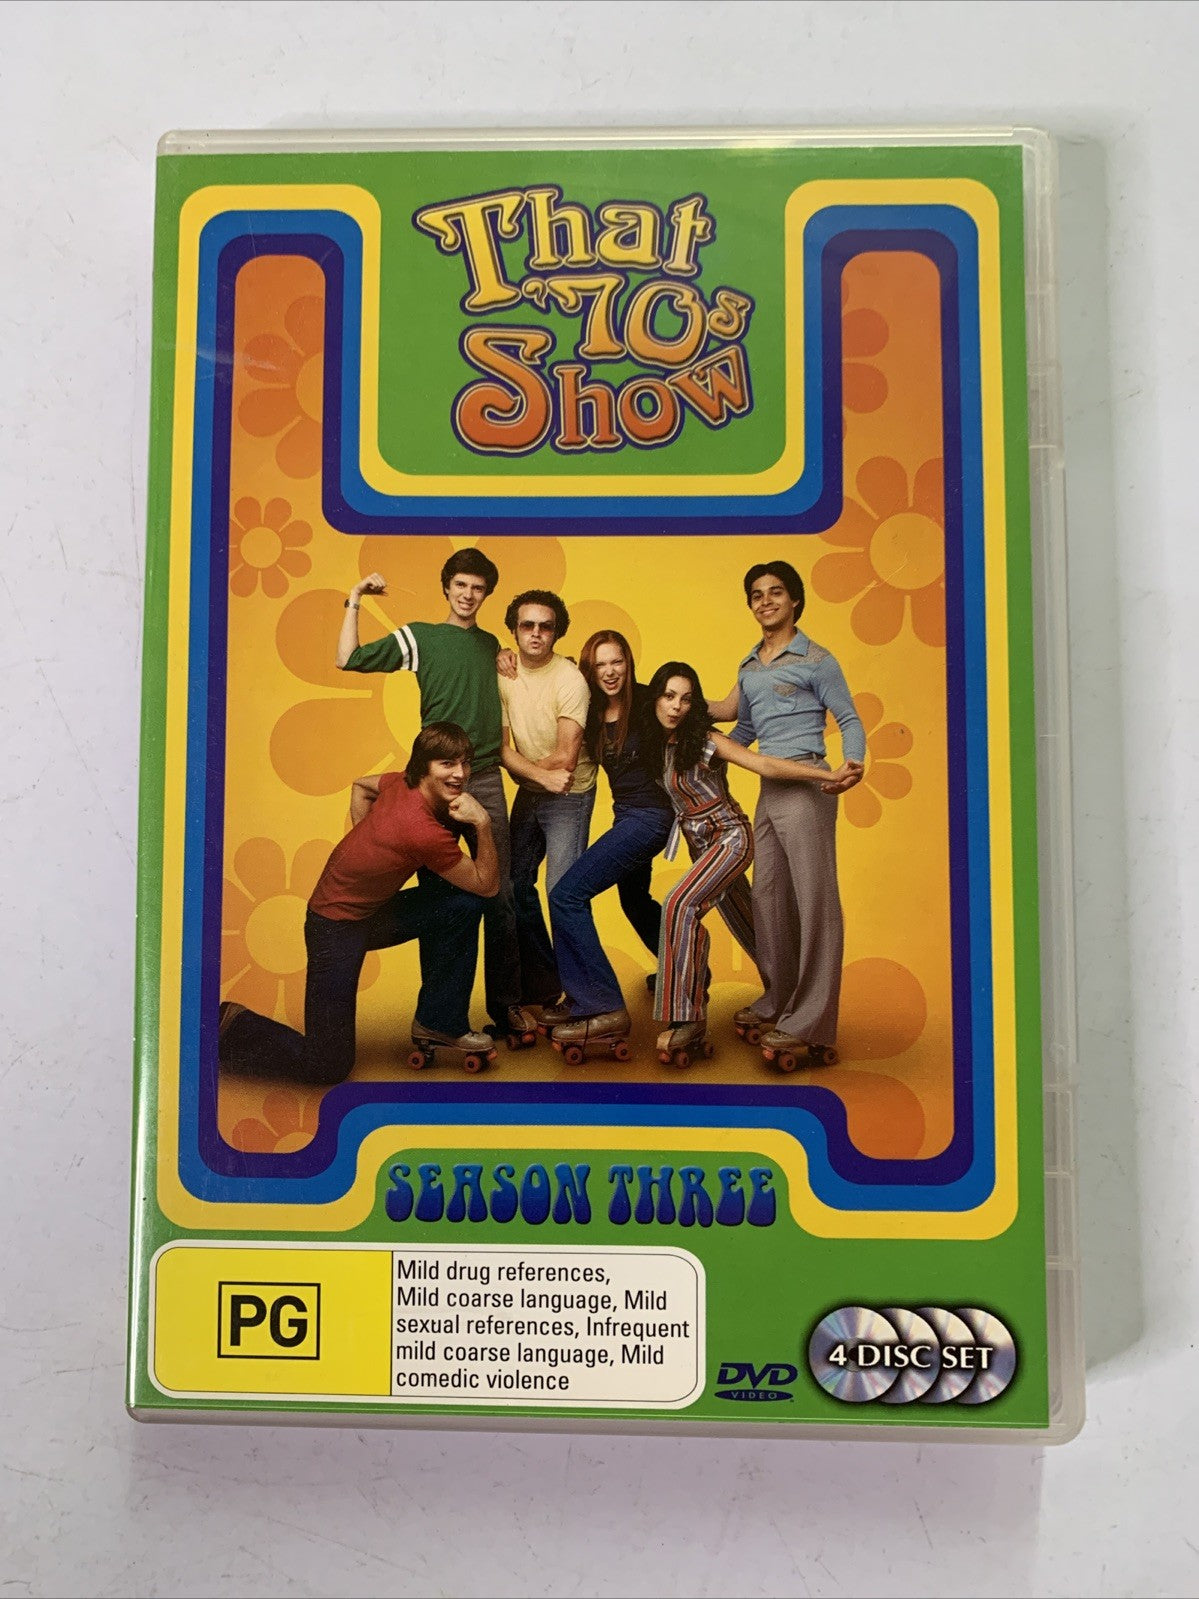 That
'70s
Show
SEASON THREE
PG
Mild drug references,
Mild coarse language, Mild
sexual references, Infrequent
mild coarse language, Mild
comedic violence
DVD
VIDEO
4 DISC SET